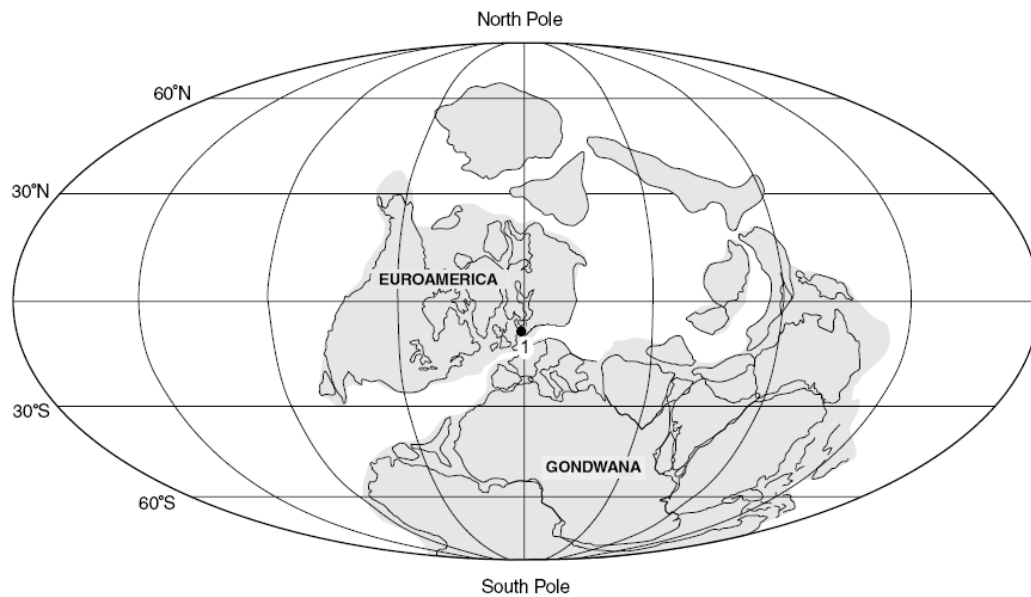 North Pole
60°N
30°N
EUROAMERICA
1
30°S
GONDWANA
60°S
South Pole